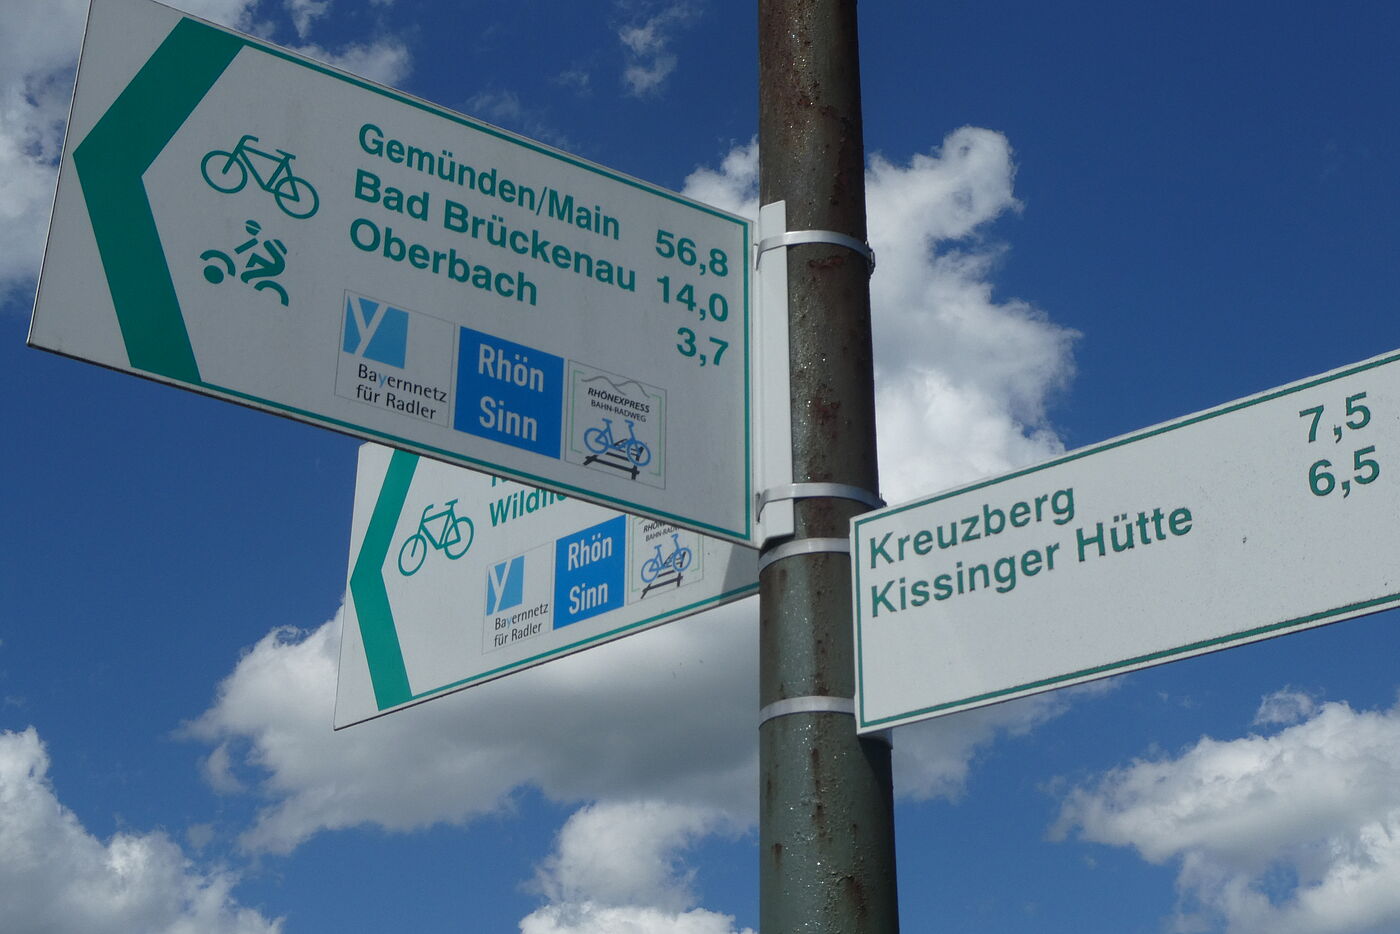 Gemünden/Main 56,8
Bad Brückenau 14,0
Oberbach 3,7
Bayernnetz
für Radler
Rhön
Sinn
RHÖNEXPRESS
BAHN-RADWEG
Bayernnetz
für Radler
Rhön
Sinn
Kreuzberg 7,5
Kissinger Hütte 6,5